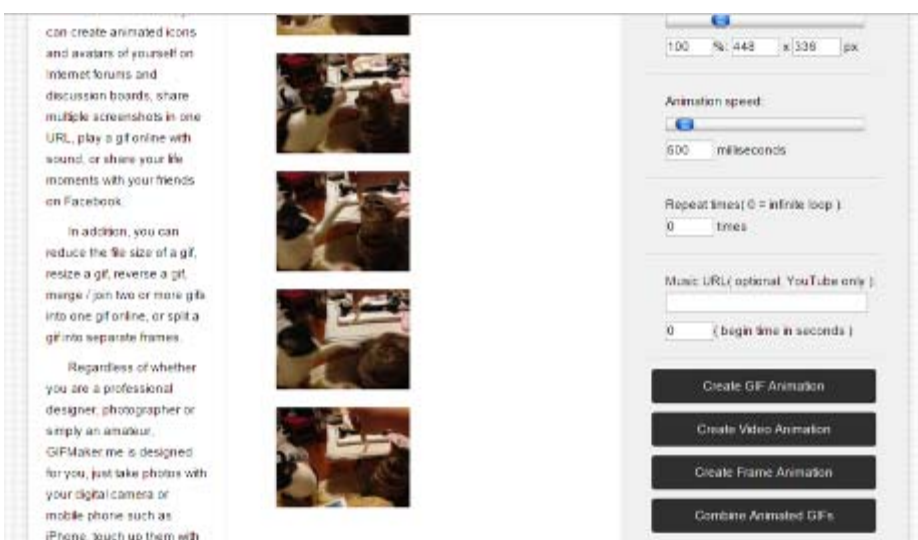 can create animated icons
and avatars of yourself on
Internet forums and
discussion boards, share
multiple screenshots in one
URL, play a gif online with
sound, or share your life
moments with your friends
on Facebook.
In addition, you can
reduce the file size of a gif,
resize a gif, reverse a gif,
merge / join two or more gifs
into one gif online, or split a
gif into separate frames.
Regardless of whether
you are a professional
designer, photographer or
simply an amateur,
GIFMaker.me is designed
for you, just take photos with
your digital camera or
mobile phone such as
iPhone, touch up them with
100 %: 448 x 336 px
Animation speed:
600 milliseconds
Repeat times( 0 = infinite loop ):
0 times
Music URL( optional, YouTube only ):
0 ( begin time in seconds )
Create GIF Animation
Create Video Animation
Create Frame Animation
Combine Animated GIFs